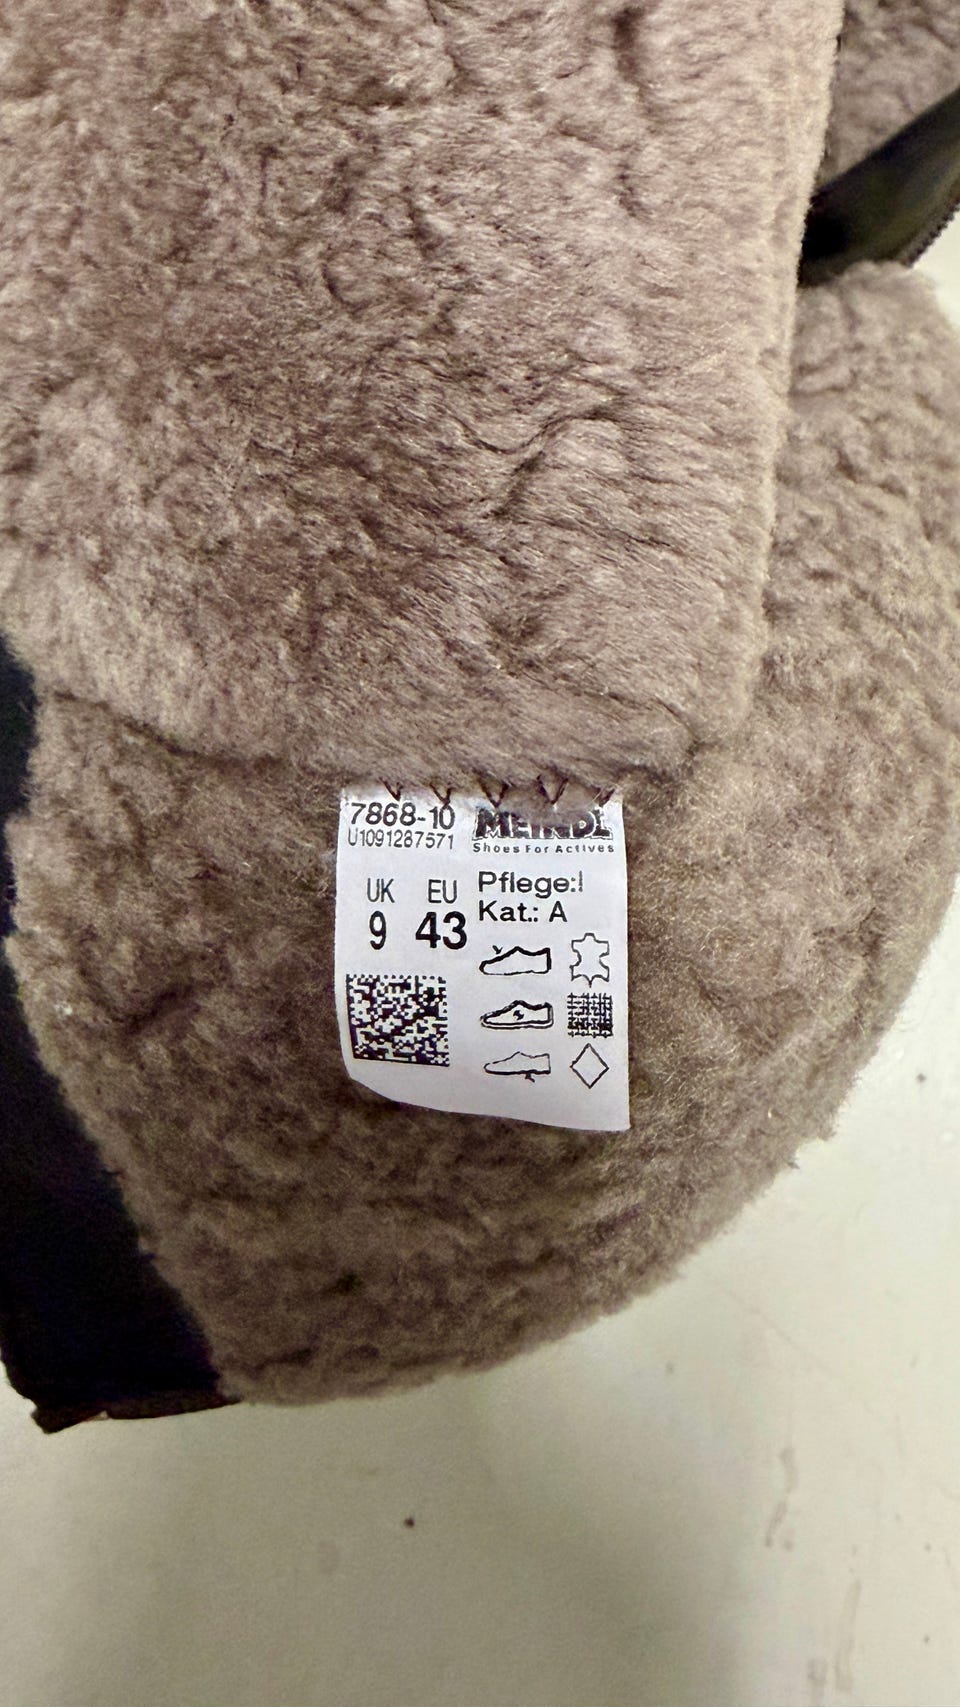 7868-10 MEINDL
U1091287571 Shoes For Actives
UK EU
9 43
Pflege:I
Kat.: A